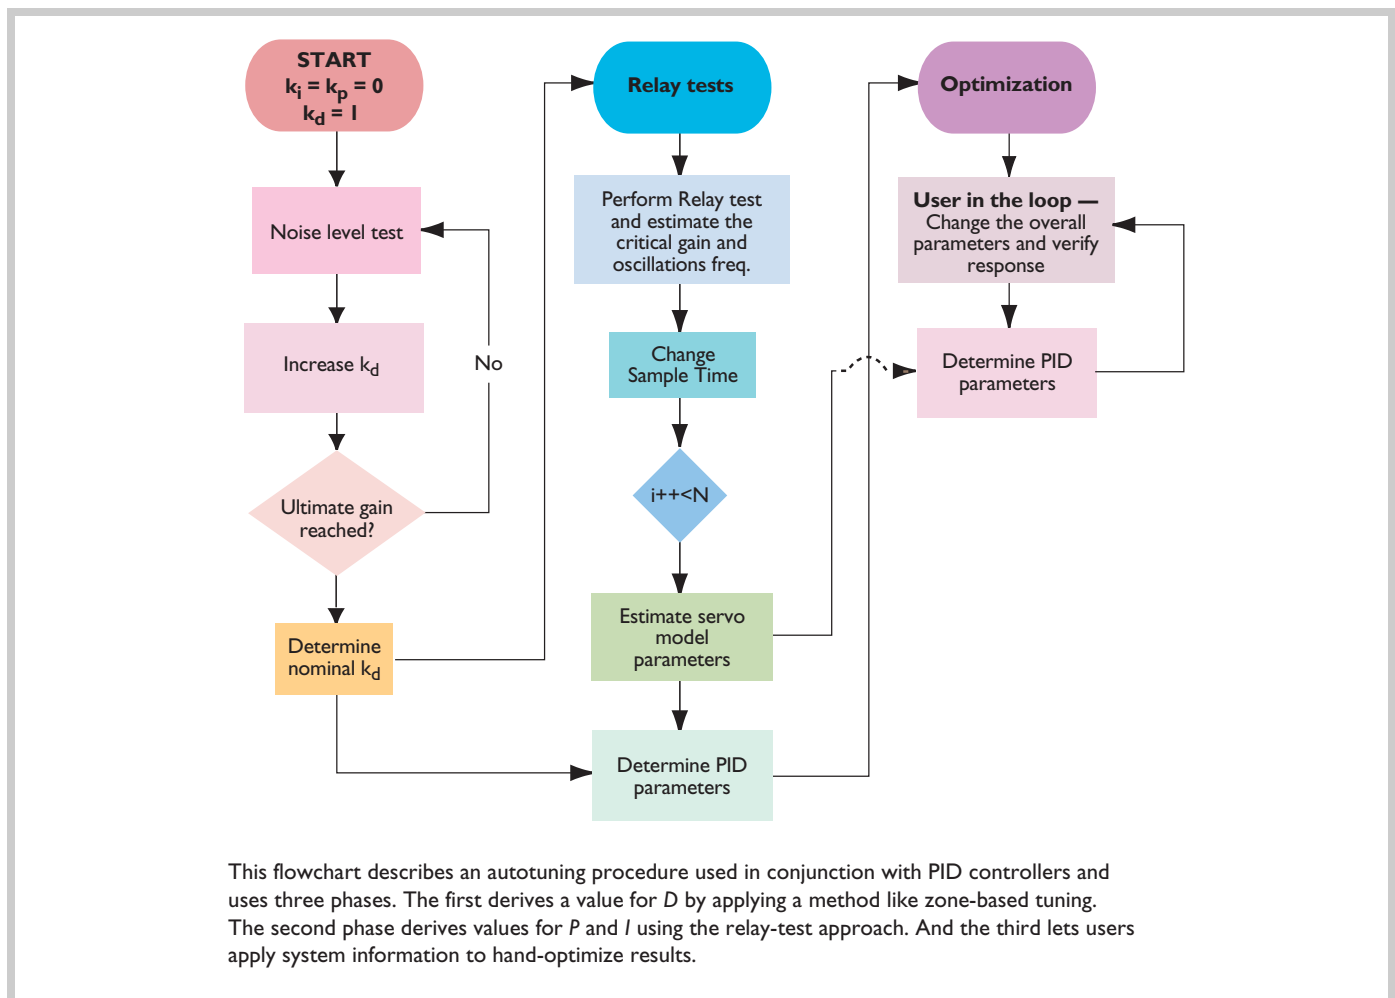 START
kᵢ = kₚ = 0
k_d = 1
Noise level test
Increase k_d
No
Ultimate gain
reached?
Determine
nominal k_d
Relay tests
Perform Relay test
and estimate the
critical gain and
oscillations freq.
Change
Sample Time
i++<N
Estimate servo
model
parameters
Determine PID
parameters
Optimization
User in the loop —
Change the overall
parameters and verify
response
Determine PID
parameters
This flowchart describes an autotuning procedure used in conjunction with PID controllers and
uses three phases. The first derives a value for D by applying a method like zone-based tuning.
The second phase derives values for P and I using the relay-test approach. And the third lets users
apply system information to hand-optimize results.